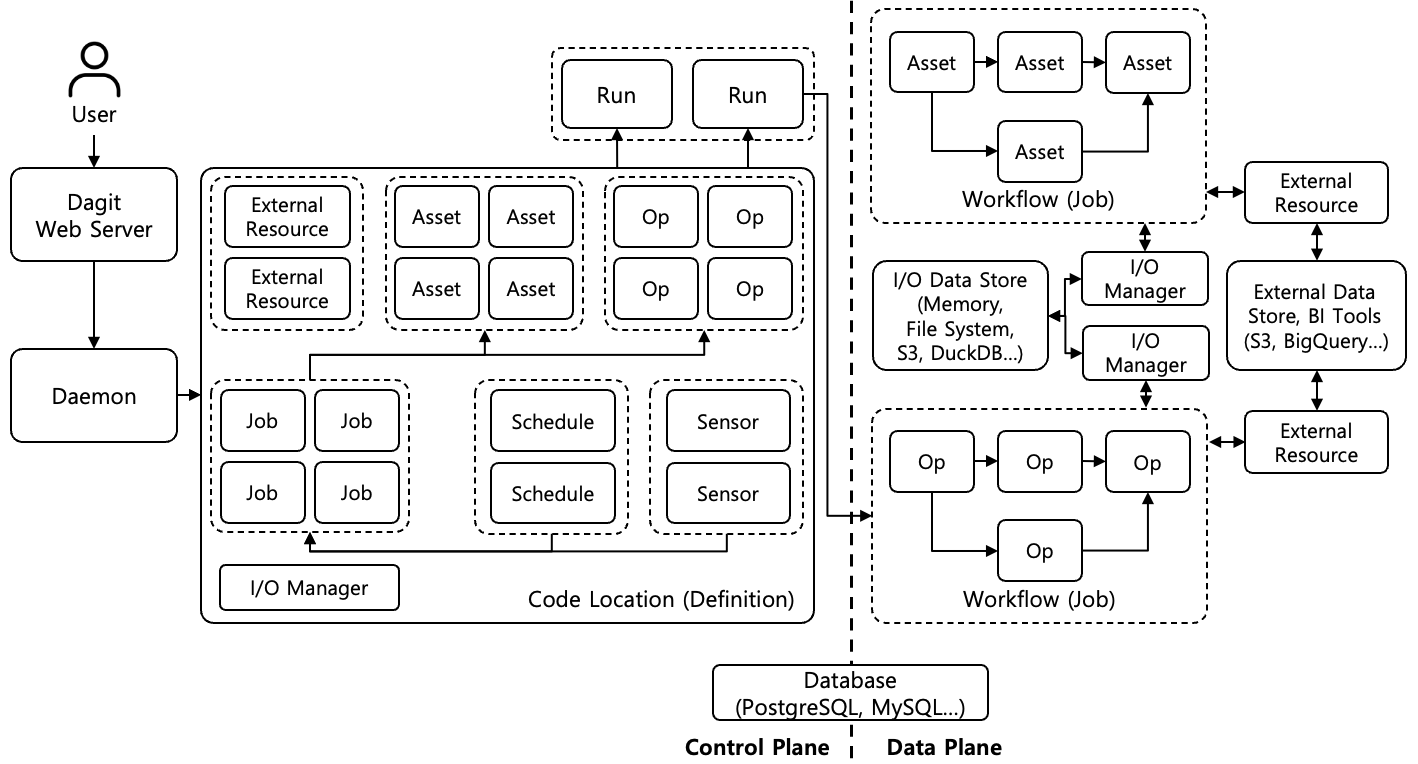 User
Dagit
Web Server
Daemon
Run
Run
External
Resource
External
Resource
Asset
Asset
Asset
Asset
Op
Op
Op
Op
Job
Job
Job
Job
Schedule
Schedule
Sensor
Sensor
I/O Manager
Code Location (Definition)
Asset
Asset
Asset
Asset
Workflow (Job)
External
Resource
I/O
Manager
I/O Data Store
(Memory,
File System,
S3, DuckDB...)
I/O
Manager
External Data
Store, BI Tools
(S3, BigQuery...)
External
Resource
Op
Op
Op
Op
Workflow (Job)
Database
(PostgreSQL, MySQL...)
Control Plane
Data Plane